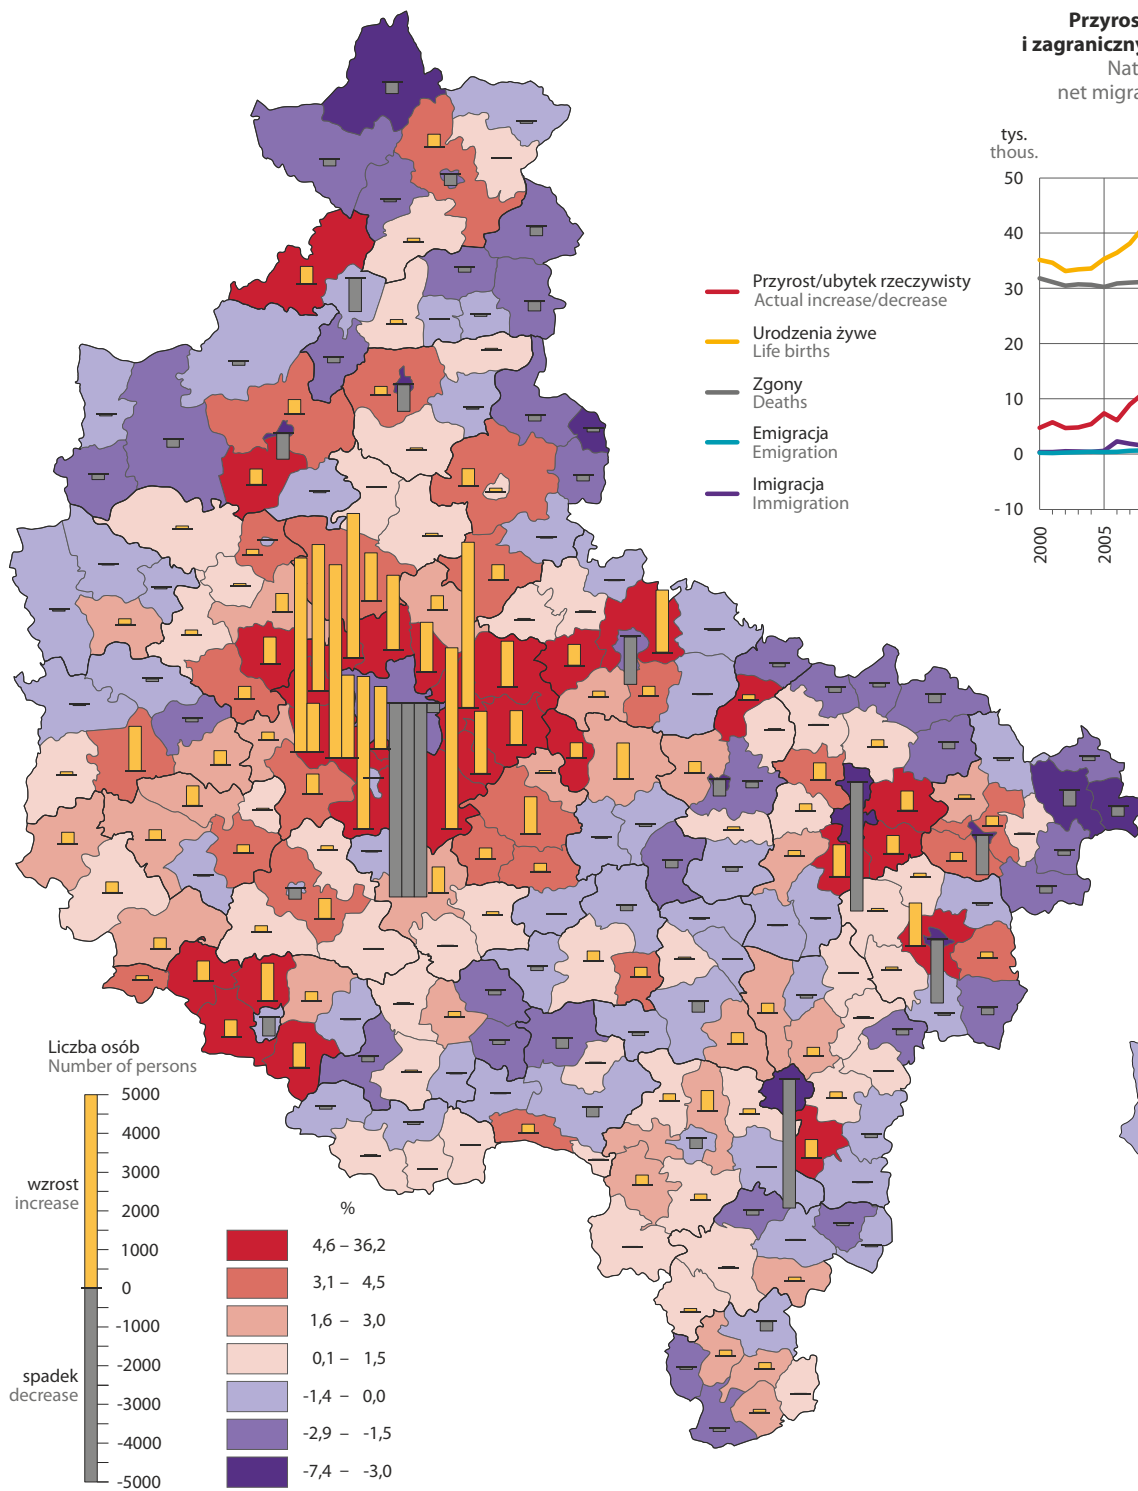 Przyros
i zagraniczny
Nat
net migra
tys.
thous.
50
40
30
20
10
0
- 10
2000
2005
Przyrost/ubytek rzeczywisty
Actual increase/decrease
Urodzenia żywe
Life births
Zgony
Deaths
Emigracja
Emigration
Imigracja
Immigration
Liczba osób
Number of persons
5000
4000
3000
2000
1000
0
-1000
-2000
-3000
-4000
-5000
wzrost
increase
spadek
decrease
%
4,6 – 36,2
3,1 – 4,5
1,6 – 3,0
0,1 – 1,5
-1,4 – 0,0
-2,9 – -1,5
-7,4 – -3,0